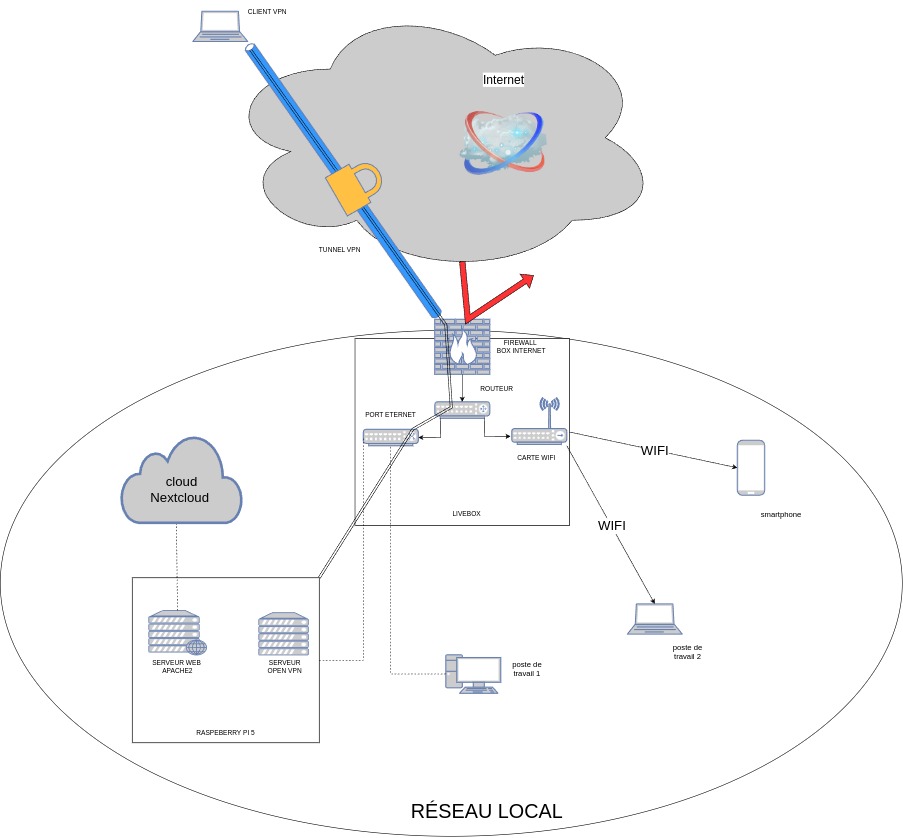 CLIENT VPN
Internet
TUNNEL VPN
FIREWALL
BOX INTERNET
ROUTEUR
PORT ETERNET
CARTE WIFI
WIFI
smartphone
cloud
Nextcloud
LIVEBOX
WIFI
SERVEUR WEB
APACHE2
SERVEUR
OPEN VPN
poste de
travail 1
poste de
travail 2
RASPEBERRY PI 5
RÉSEAU LOCAL